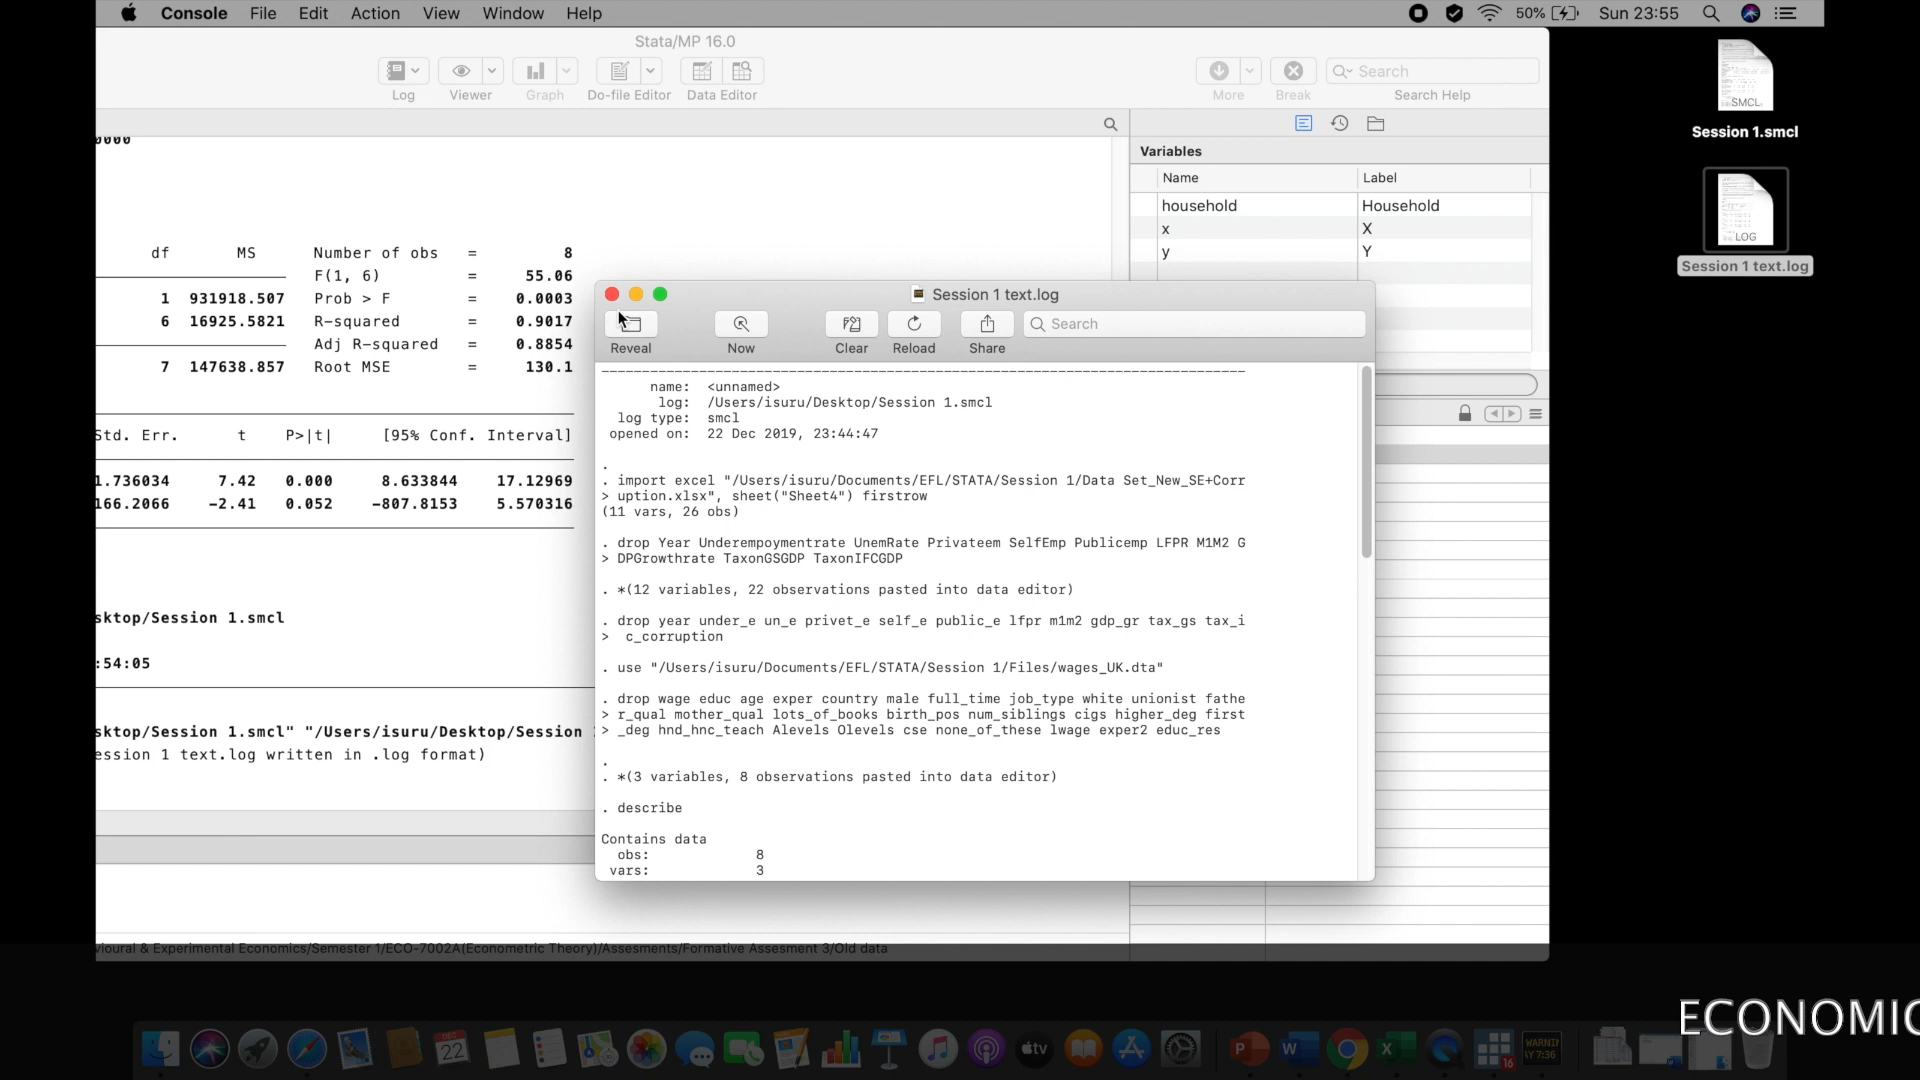 Console File Edit Action View Window Help 50% Sun 23:55
Stata/MP 16.0
Search
Log Viewer Graph Do-file Editor Data Editor More Break Search Help
Variables
Name Label
household Household
x X
y Y
df MS Number of obs = 8
F(1, 6) = 55.06
1 931918.507 Prob > F = 0.0003
6 16925.5821 R-squared = 0.9017
Adj R-squared = 0.8854
7 147638.857 Root MSE = 130.1
Std. Err. t P>|t| [95% Conf. Interval]
1.736034 7.42 0.000 8.633844 17.12969
166.2066 -2.41 0.052 -807.8153 5.570316
sktop/Session 1.smcl
:54:05
sktop/Session 1.smcl" "/Users/isuru/Desktop/Session
ession 1 text.log written in .log format)
Session 1 text.log
Search
Reveal Now Clear Reload Share
name: <unnamed>
log: /Users/isuru/Desktop/Session 1.smcl
log type: smcl
opened on: 22 Dec 2019, 23:44:47
.
. import excel "/Users/isuru/Documents/EFL/STATA/Session 1/Data Set_New_SE+Corr
> uption.xlsx", sheet("Sheet4") firstrow
(11 vars, 26 obs)
. drop Year Underempoymentrate UnemRate Privateem SelfEmp Publicemp LFPR M1M2 G
> DPGrowthrate TaxonGSGDP TaxonIFCGDP
. *(12 variables, 22 observations pasted into data editor)
. drop year under_e un_e privet_e self_e public_e lfpr m1m2 gdp_gr tax_gs tax_i
> c_corruption
. use "/Users/isuru/Documents/EFL/STATA/Session 1/Files/wages_UK.dta"
. drop wage educ age exper country male full_time job_type white unionist fathe
> r_qual mother_qual lots_of_books birth_pos num_siblings cigs higher_deg first
> _deg hnd_hnc_teach Alevels Olevels cse none_of_these lwage exper2 educ_res
.
. *(3 variables, 8 observations pasted into data editor)
. describe
Contains data
obs: 8
vars: 3
SMCL
Session 1.smcl
LOG
Session 1 text.log
vioural & Experimental Economics/Semester 1/ECO-7002A(Econometric Theory)/Assesments/Formative Assesment 3/Old data
ECONOMIC
DEC
22
tv
P
W
X
16
WARNIN
AY 7:36